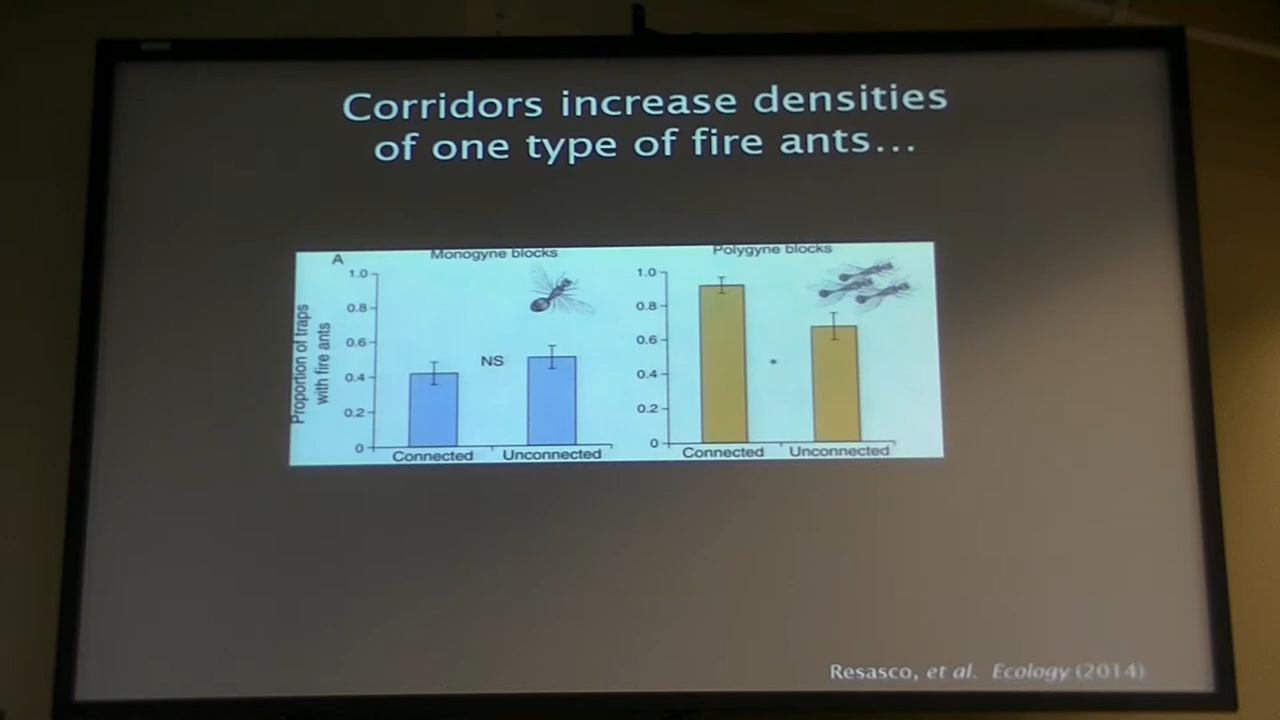 Corridors increase densities
of one type of fire ants...
A
Monogyne blocks
Polygyne blocks
Proportion of traps
with fire ants
1.0
0.8
0.6
0.4
0.2
0
NS
Connected
Unconnected
1.0
0.8
0.6
0.4
0.2
0
*
Connected
Unconnected
Resasco, et al. Ecology (2014)